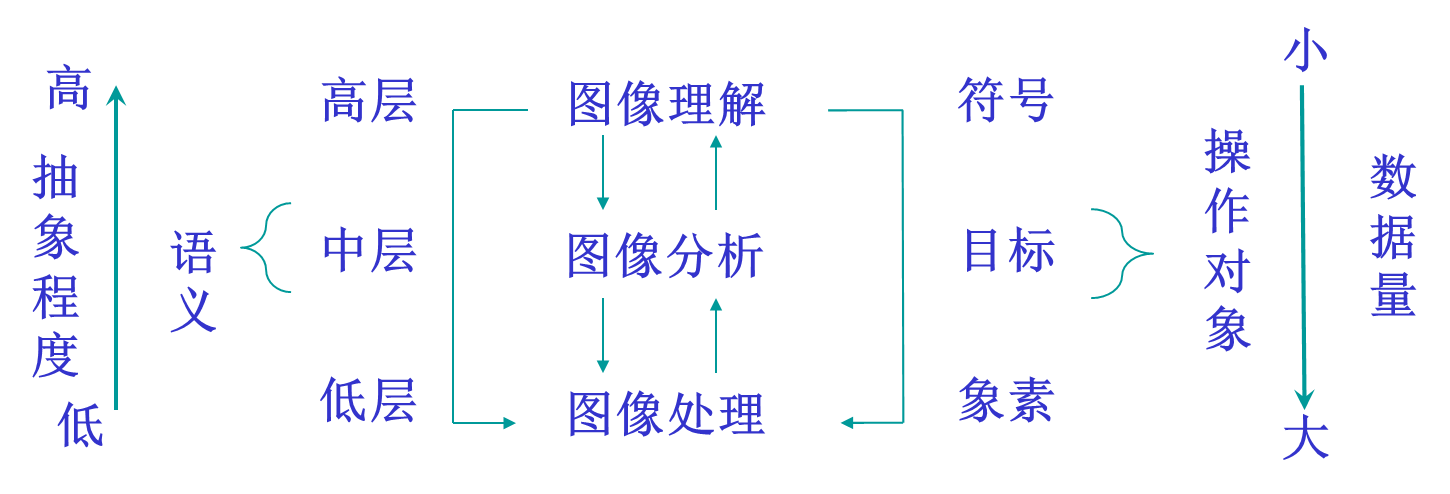 高
抽象程度
低
语义
高层
中层
低层
图像理解
图像分析
图像处理
符号
目标
象素
操作对象
小
大
数据量